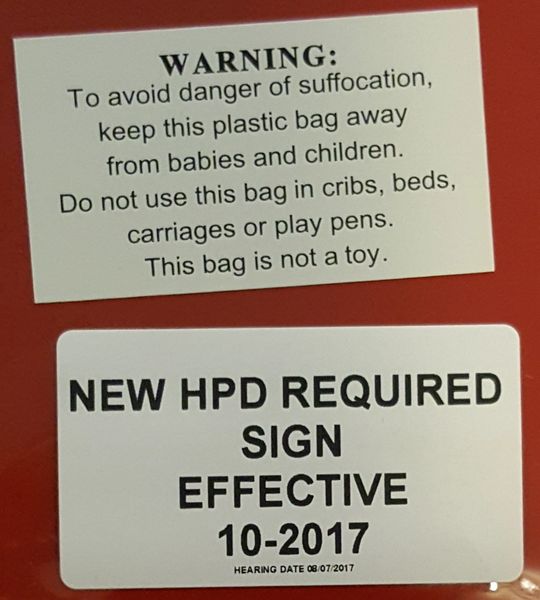 WARNING:
To avoid danger of suffocation,
keep this plastic bag away
from babies and children.
Do not use this bag in cribs, beds,
carriages or play pens.
This bag is not a toy.
NEW HPD REQUIRED
SIGN
EFFECTIVE
10-2017
HEARING DATE 08/07/2017